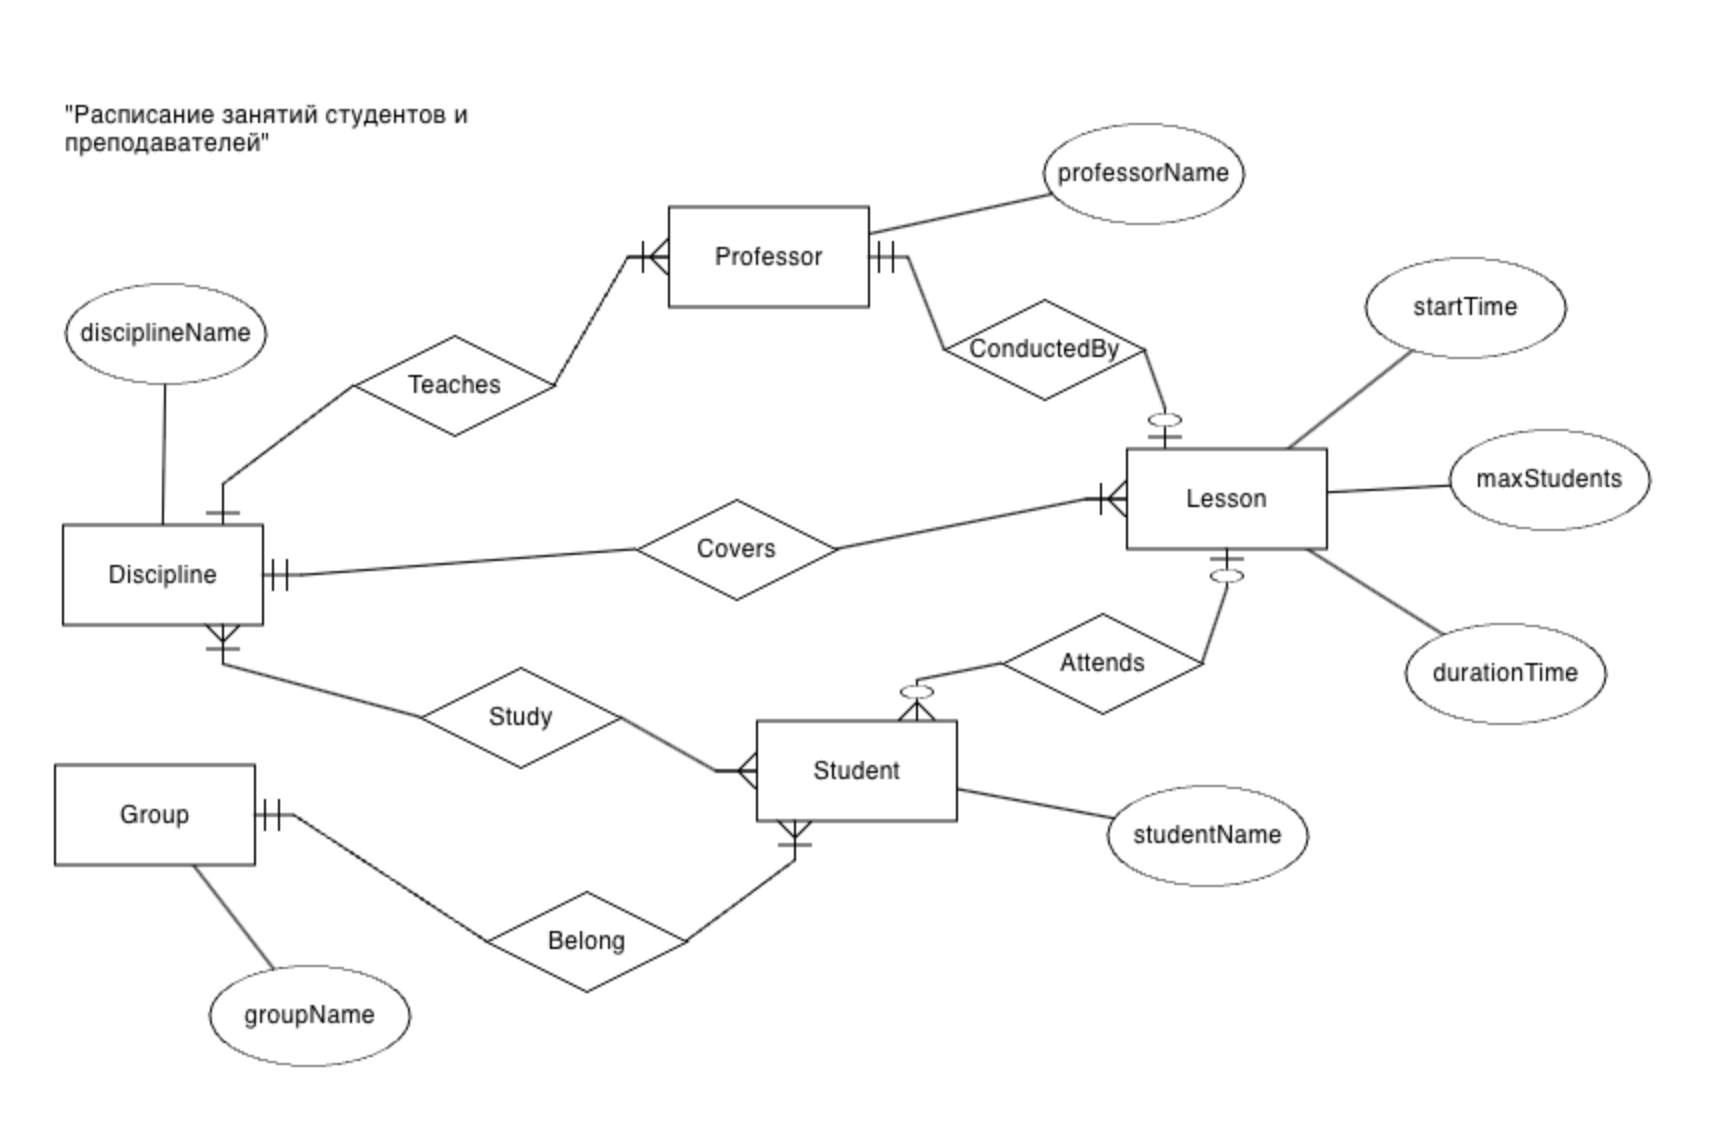 "Расписание занятий студентов и
преподавателей"
professorName
Professor
startTime
disciplineName
ConductedBy
Teaches
maxStudents
Lesson
Covers
Discipline
Attends
durationTime
Study
Student
Group
studentName
Belong
groupName